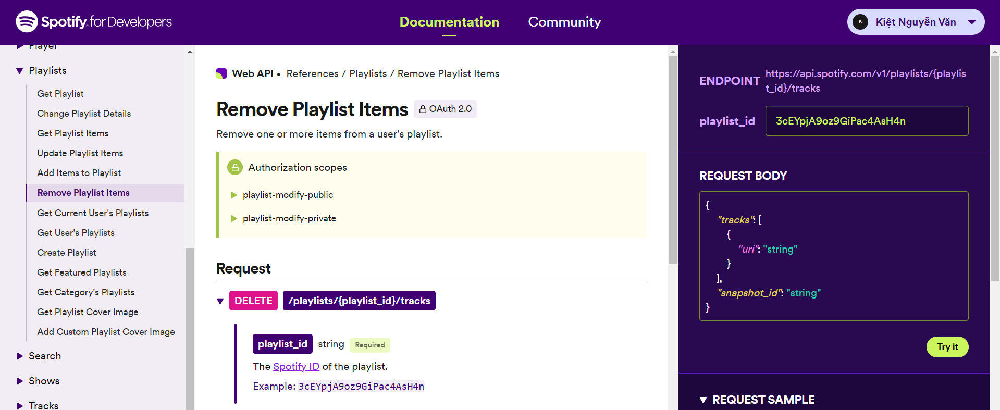 Spotify for Developers
Documentation
Community
K
Kiệt Nguyễn Văn
Player
Playlists
Get Playlist
Change Playlist Details
Get Playlist Items
Update Playlist Items
Add Items to Playlist
Remove Playlist Items
Get Current User's Playlists
Get User's Playlists
Create Playlist
Get Featured Playlists
Get Category's Playlists
Get Playlist Cover Image
Add Custom Playlist Cover Image
Search
Shows
Tracks
Web API • References / Playlists / Remove Playlist Items
Remove Playlist Items OAuth 2.0
Remove one or more items from a user's playlist.
Authorization scopes
playlist-modify-public
playlist-modify-private
Request
DELETE /playlists/{playlist_id}/tracks
playlist_id string Required
The Spotify ID of the playlist.
Example: 3cEYpjA9oz9GiPac4AsH4n
ENDPOINT
https://api.spotify.com/v1/playlists/{playlis
t_id}/tracks
playlist_id
3cEYpjA9oz9GiPac4AsH4n
REQUEST BODY
{
"tracks": [
{
"uri": "string"
}
],
"snapshot_id": "string"
}
Try it
REQUEST SAMPLE